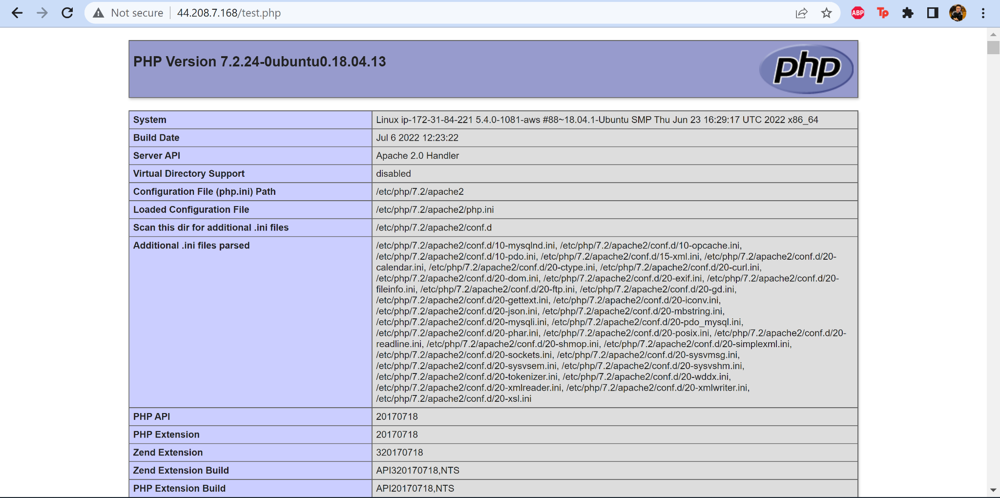 Not secure 44.208.7.168/test.php
ABP
Tp
PHP Version 7.2.24-0ubuntu0.18.04.13
php
System Linux ip-172-31-84-221 5.4.0-1081-aws #88~18.04.1-Ubuntu SMP Thu Jun 23 16:29:17 UTC 2022 x86_64
Build Date Jul 6 2022 12:23:22
Server API Apache 2.0 Handler
Virtual Directory Support disabled
Configuration File (php.ini) Path /etc/php/7.2/apache2
Loaded Configuration File /etc/php/7.2/apache2/php.ini
Scan this dir for additional .ini files /etc/php/7.2/apache2/conf.d
Additional .ini files parsed /etc/php/7.2/apache2/conf.d/10-mysqlnd.ini, /etc/php/7.2/apache2/conf.d/10-opcache.ini,
/etc/php/7.2/apache2/conf.d/10-pdo.ini, /etc/php/7.2/apache2/conf.d/15-xml.ini, /etc/php/7.2/apache2/conf.d/20-
calendar.ini, /etc/php/7.2/apache2/conf.d/20-ctype.ini, /etc/php/7.2/apache2/conf.d/20-curl.ini,
/etc/php/7.2/apache2/conf.d/20-dom.ini, /etc/php/7.2/apache2/conf.d/20-exif.ini, /etc/php/7.2/apache2/conf.d/20-
fileinfo.ini, /etc/php/7.2/apache2/conf.d/20-ftp.ini, /etc/php/7.2/apache2/conf.d/20-gd.ini,
/etc/php/7.2/apache2/conf.d/20-gettext.ini, /etc/php/7.2/apache2/conf.d/20-iconv.ini,
/etc/php/7.2/apache2/conf.d/20-json.ini, /etc/php/7.2/apache2/conf.d/20-mbstring.ini,
/etc/php/7.2/apache2/conf.d/20-mysqli.ini, /etc/php/7.2/apache2/conf.d/20-pdo_mysql.ini,
/etc/php/7.2/apache2/conf.d/20-phar.ini, /etc/php/7.2/apache2/conf.d/20-posix.ini, /etc/php/7.2/apache2/conf.d/20-
readline.ini, /etc/php/7.2/apache2/conf.d/20-shmop.ini, /etc/php/7.2/apache2/conf.d/20-simplexml.ini,
/etc/php/7.2/apache2/conf.d/20-sockets.ini, /etc/php/7.2/apache2/conf.d/20-sysvmsg.ini,
/etc/php/7.2/apache2/conf.d/20-sysvsem.ini, /etc/php/7.2/apache2/conf.d/20-sysvshm.ini,
/etc/php/7.2/apache2/conf.d/20-tokenizer.ini, /etc/php/7.2/apache2/conf.d/20-wddx.ini,
/etc/php/7.2/apache2/conf.d/20-xmlreader.ini, /etc/php/7.2/apache2/conf.d/20-xmlwriter.ini,
/etc/php/7.2/apache2/conf.d/20-xsl.ini
PHP API 20170718
PHP Extension 20170718
Zend Extension 320170718
Zend Extension Build API320170718,NTS
PHP Extension Build API20170718,NTS